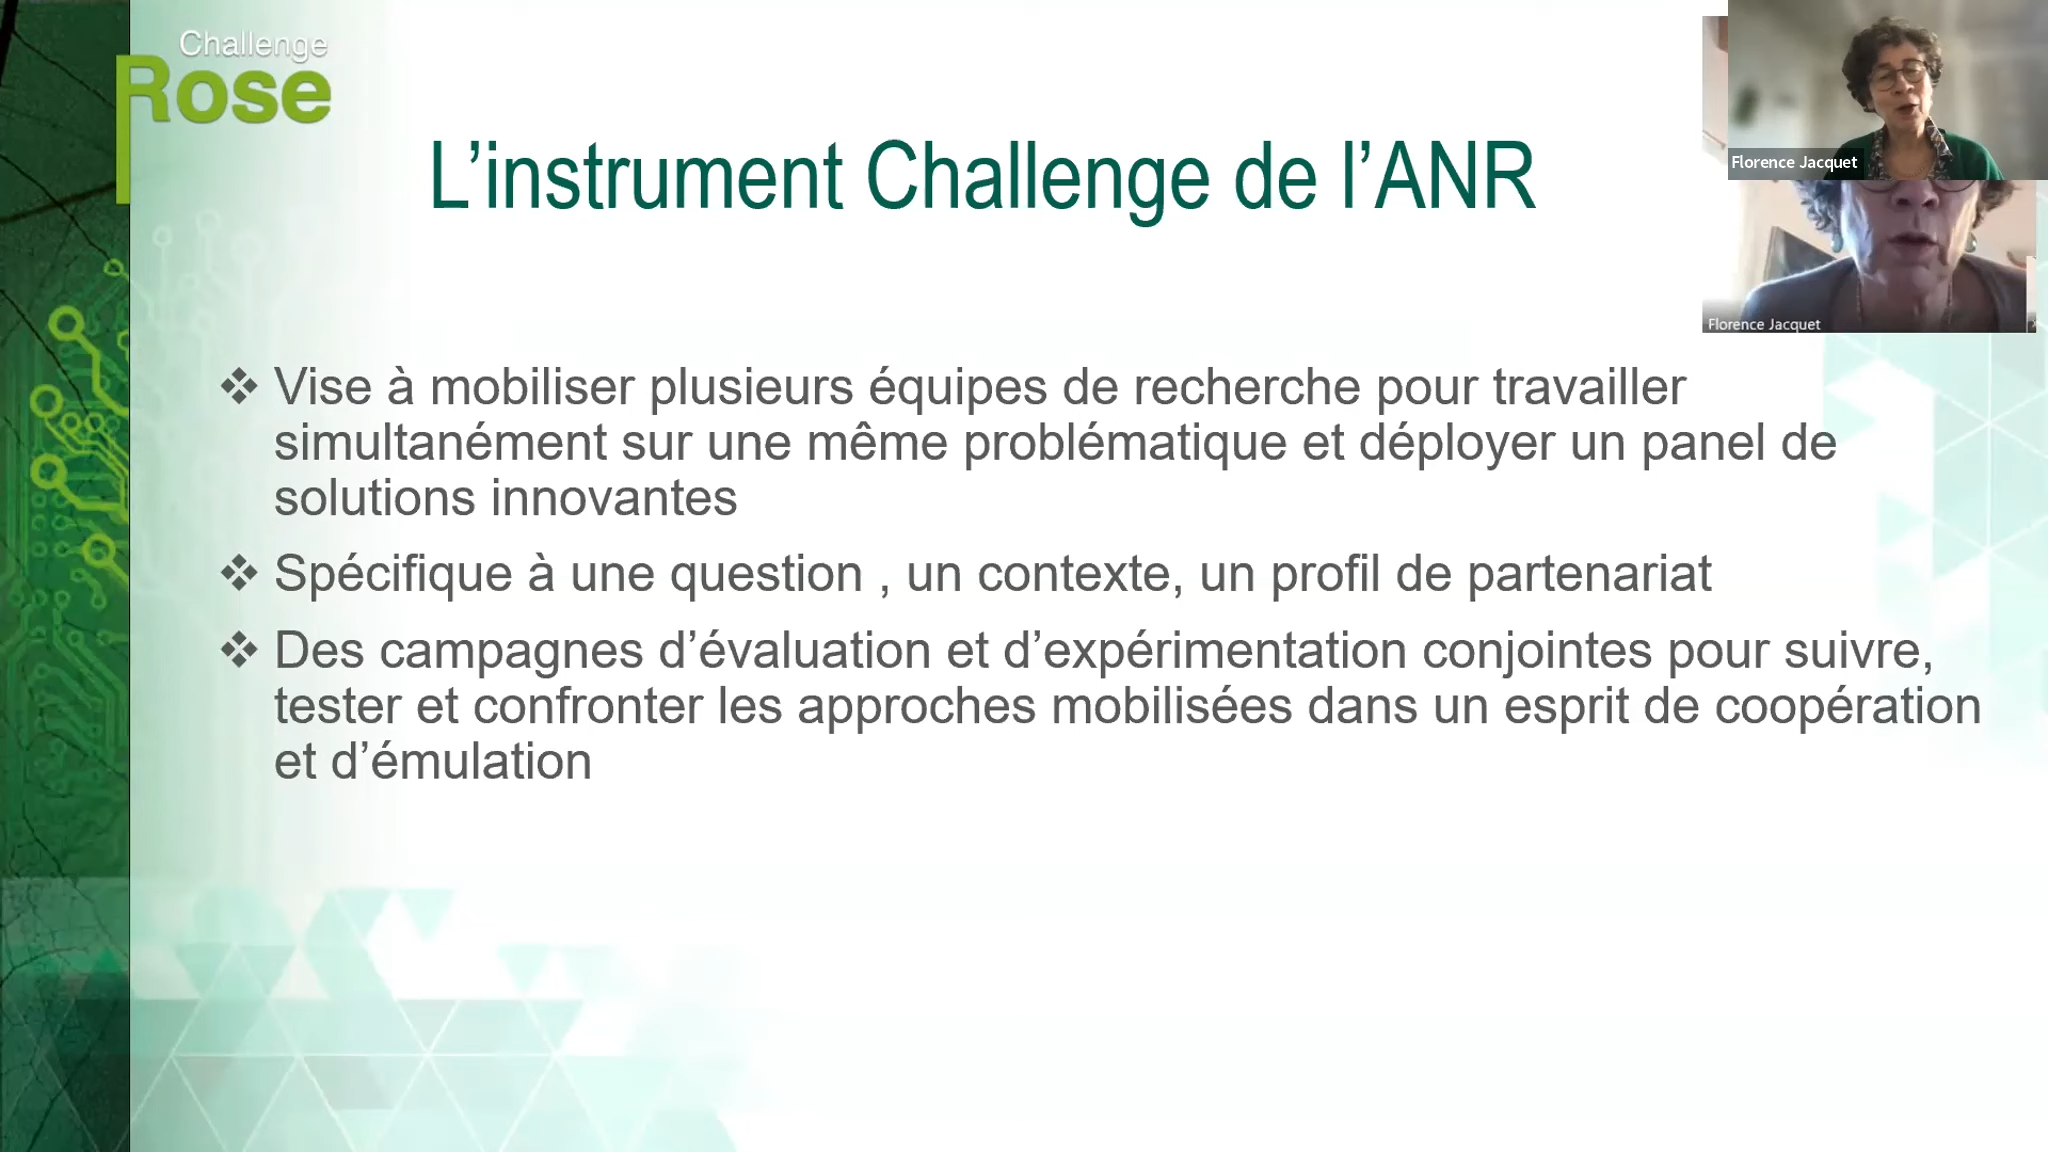 Challenge
Rose
L’instrument Challenge de l’ANR
Florence Jacquet
Florence Jacquet
❖ Vise à mobiliser plusieurs équipes de recherche pour travailler
simultanément sur une même problématique et déployer un panel de
solutions innovantes
❖ Spécifique à une question , un contexte, un profil de partenariat
❖ Des campagnes d’évaluation et d’expérimentation conjointes pour suivre,
tester et confronter les approches mobilisées dans un esprit de coopération
et d’émulation